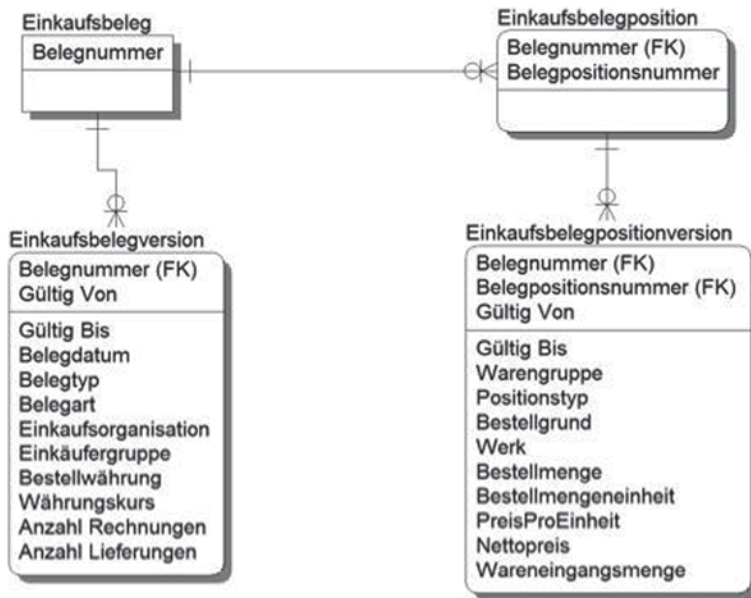 Einkaufsbeleg
Belegnummer
Einkaufsbelegposition
Belegnummer (FK)
Belegpositionsnummer
Einkaufsbelegversion
Belegnummer (FK)
Gültig Von
Gültig Bis
Belegdatum
Belegtyp
Belegart
Einkaufsorganisation
Einkäufergruppe
Bestellwährung
Währungskurs
Anzahl Rechnungen
Anzahl Lieferungen
Einkaufsbelegpositionversion
Belegnummer (FK)
Belegpositionsnummer (FK)
Gültig Von
Gültig Bis
Warengruppe
Positionstyp
Bestellgrund
Werk
Bestellmenge
Bestellmengeneinheit
PreisProEinheit
Nettopreis
Wareneingangsmenge